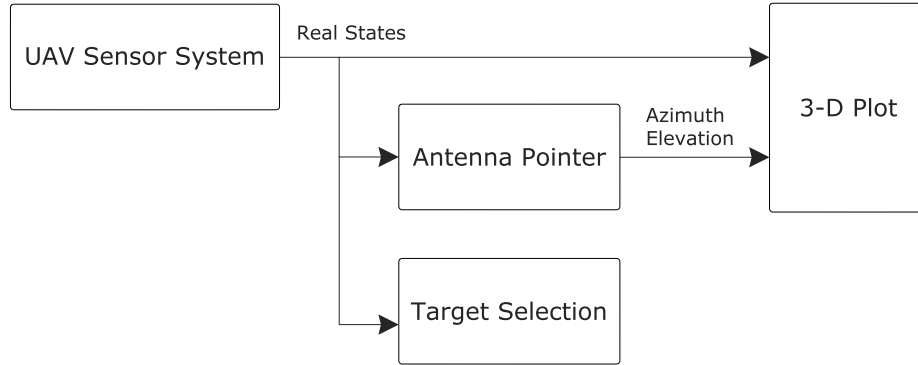 Real States
UAV Sensor System
3-D Plot
Azimuth
Elevation
Antenna Pointer
Target Selection